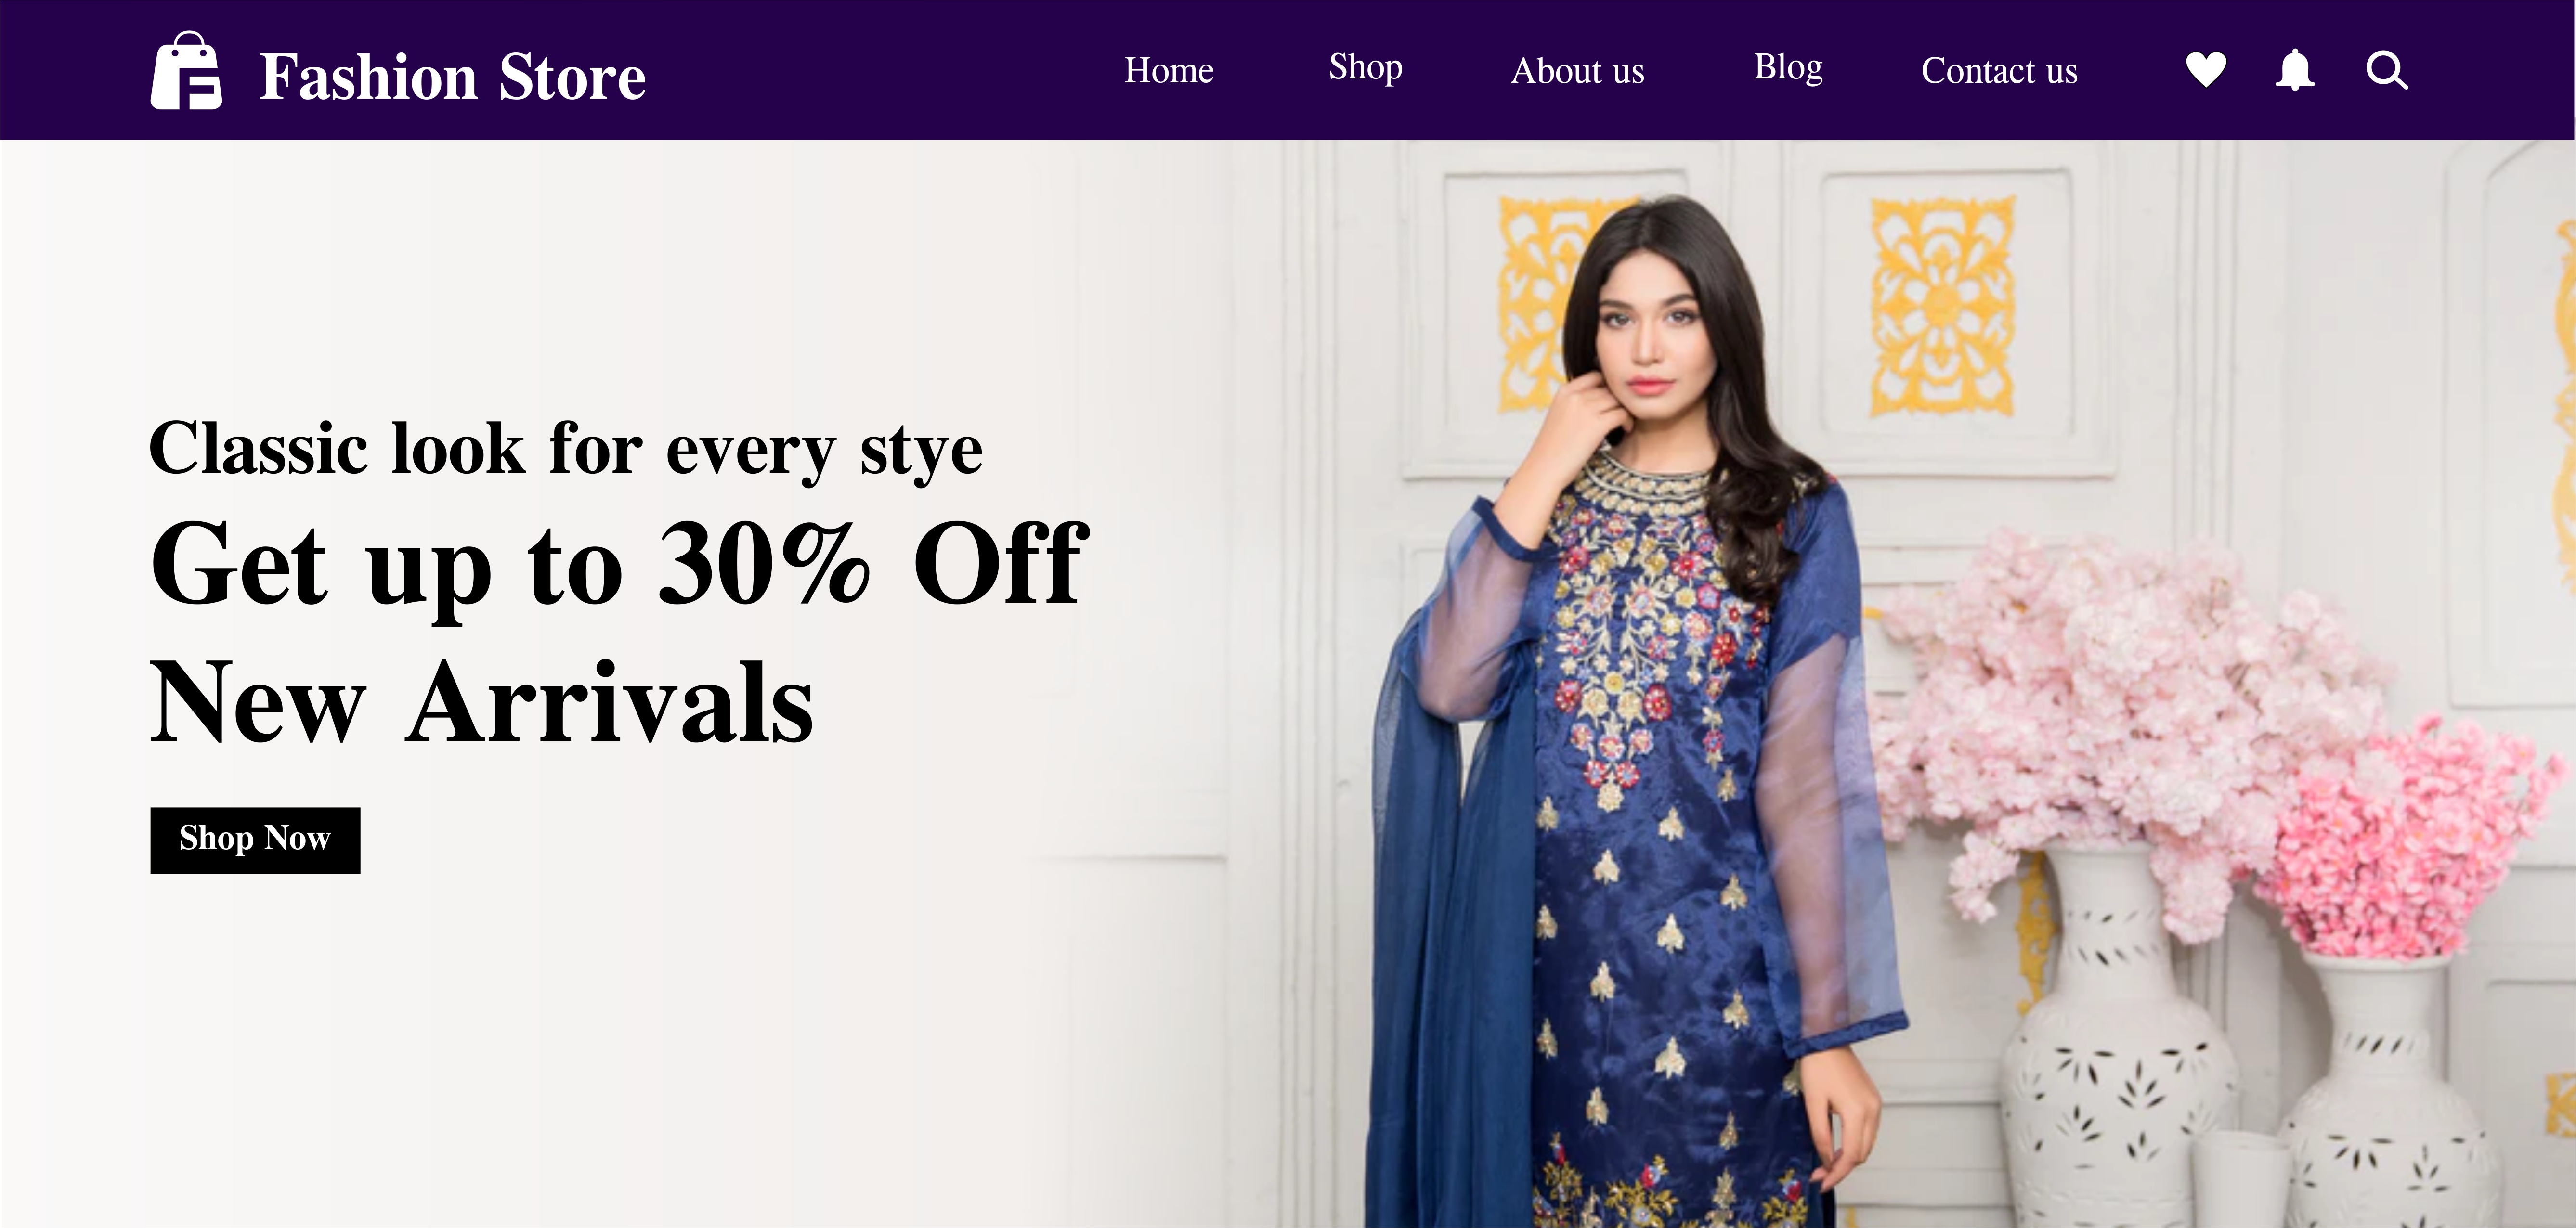 Fashion Store
Home Shop About us Blog Contact us
Classic look for every stye
Get up to 30% Off
New Arrivals
Shop Now